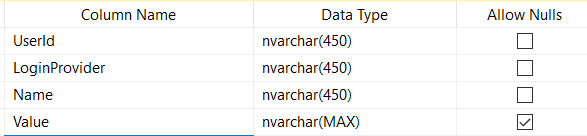 Column Name Data Type Allow Nulls
UserId nvarchar(450)
LoginProvider nvarchar(450)
Name nvarchar(450)
Value nvarchar(MAX)